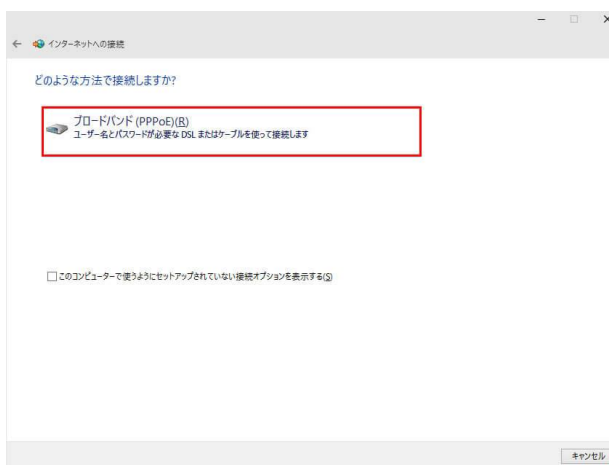 インターネットへの接続
どのような方法で接続しますか?
ブロードバンド (PPPoE)(R)
ユーザー名とパスワードが必要な DSL またはケーブルを使って接続します
このコンピューターで使うようにセットアップされていない接続オプションを表示する(S)
キャンセル